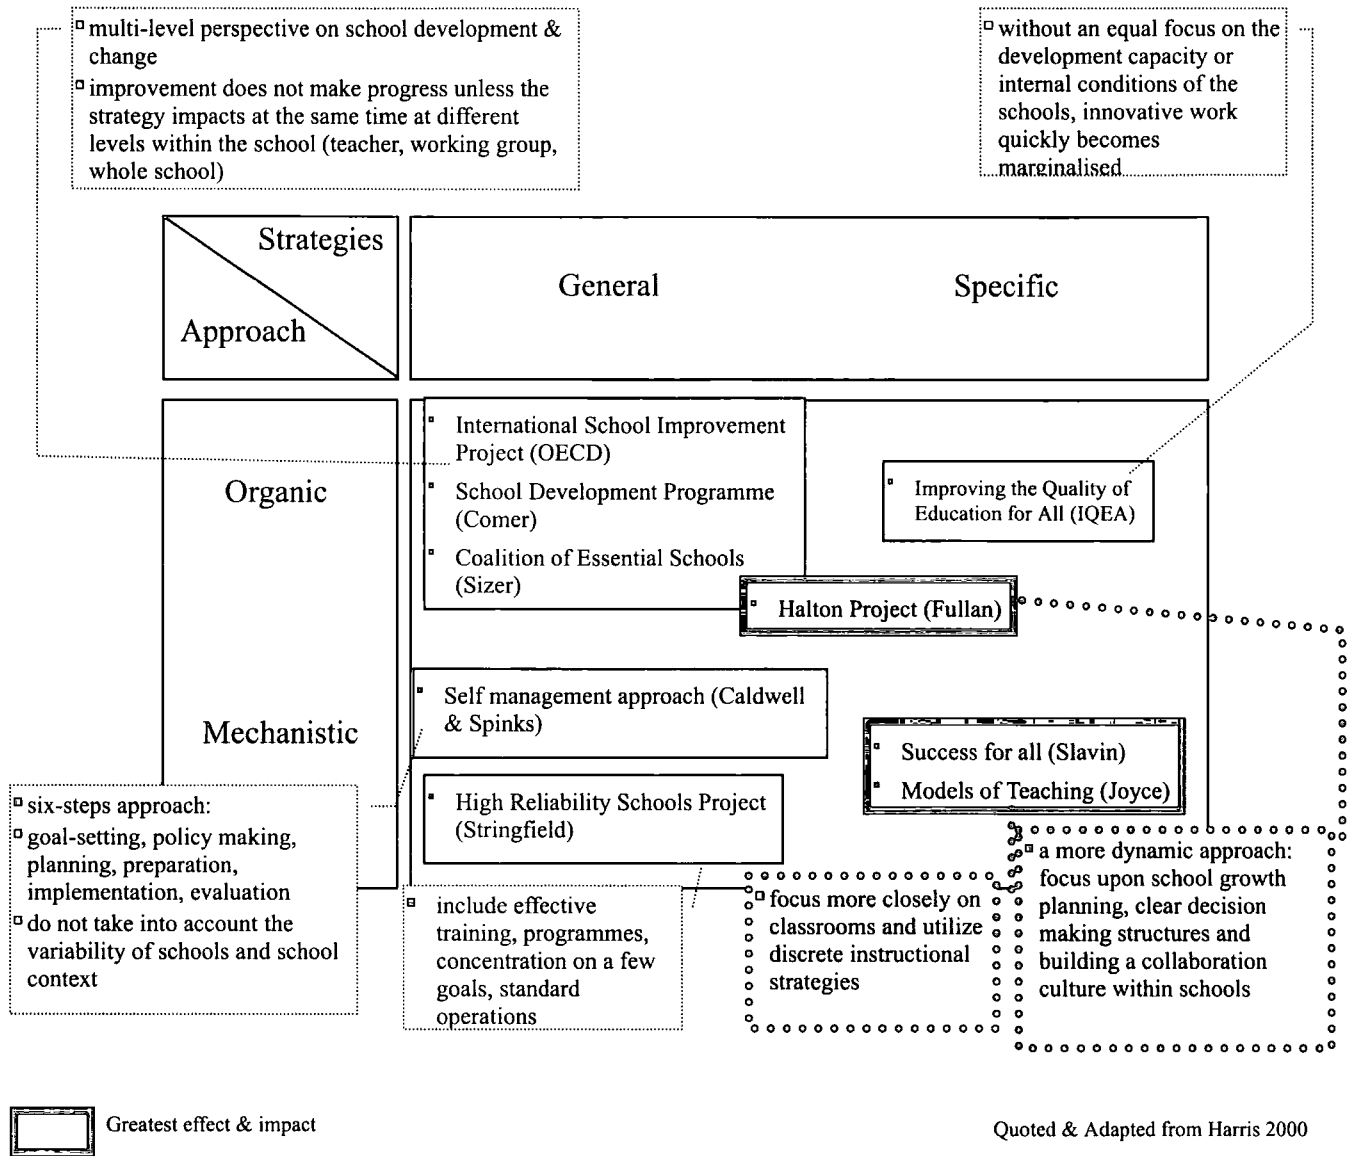 multi-level perspective on school development &
change
improvement does not make progress unless the
strategy impacts at the same time at different
levels within the school (teacher, working group,
whole school)
without an equal focus on the
development capacity or
internal conditions of the
schools, innovative work
quickly becomes
marginalised
Strategies
Approach
General
Specific
Organic
International School Improvement
Project (OECD)
School Development Programme
(Comer)
Coalition of Essential Schools
(Sizer)
Improving the Quality of
Education for All (IQEA)
Halton Project (Fullan)
Mechanistic
Self management approach (Caldwell
& Spinks)
High Reliability Schools Project
(Stringfield)
Success for all (Slavin)
Models of Teaching (Joyce)
six-steps approach:
goal-setting, policy making,
planning, preparation,
implementation, evaluation
do not take into account the
variability of schools and school
context
include effective
training, programmes,
concentration on a few
goals, standard
operations
focus more closely on
classrooms and utilize
discrete instructional
strategies
a more dynamic approach:
focus upon school growth
planning, clear decision
making structures and
building a collaboration
culture within schools
Greatest effect & impact
Quoted & Adapted from Harris 2000